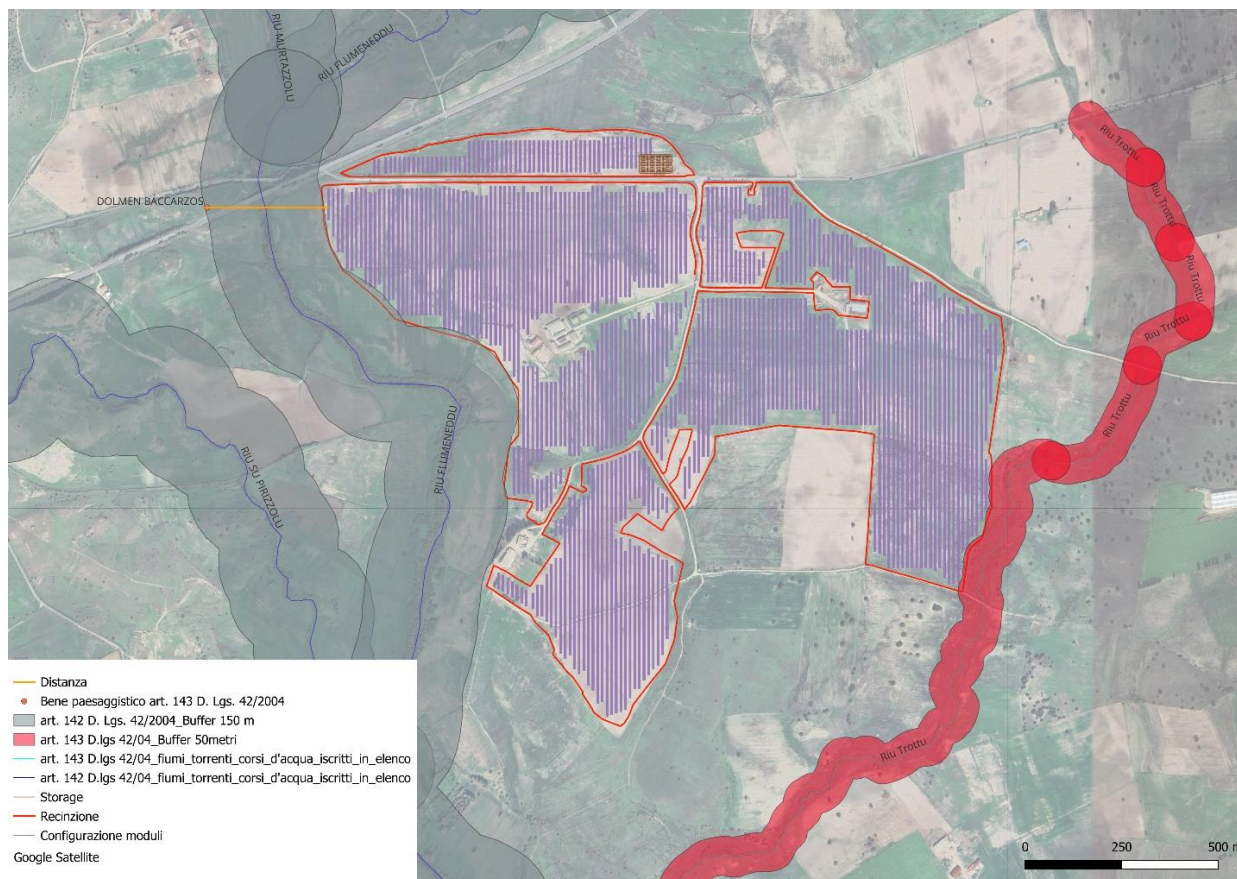 RIU MURTAZZOLU
RIU FLUMENEDDU
Riu Trottu
DOLMEN BACCARZOS
Riu Trottu
Riu Trottu
Riu Trottu
RIU FLUMENEDDU
RIU SU PIRIZZOLU
Riu Trottu
Distanza
Bene paesaggistico art. 143 D. Lgs. 42/2004
art. 142 D. Lgs. 42/2004_Buffer 150 m
art. 143 D.lgs 42/04_Buffer 50metri
art. 143 D.lgs 42/04_fiumi_torrenti_corsi_d'acqua_iscritti_in_elenco
art. 142 D.lgs 42/04_fiumi_torrenti_corsi_d'acqua_iscritti_in_elenco
Storage
Recinzione
Configurazione moduli
Google Satellite
0 250 500 m